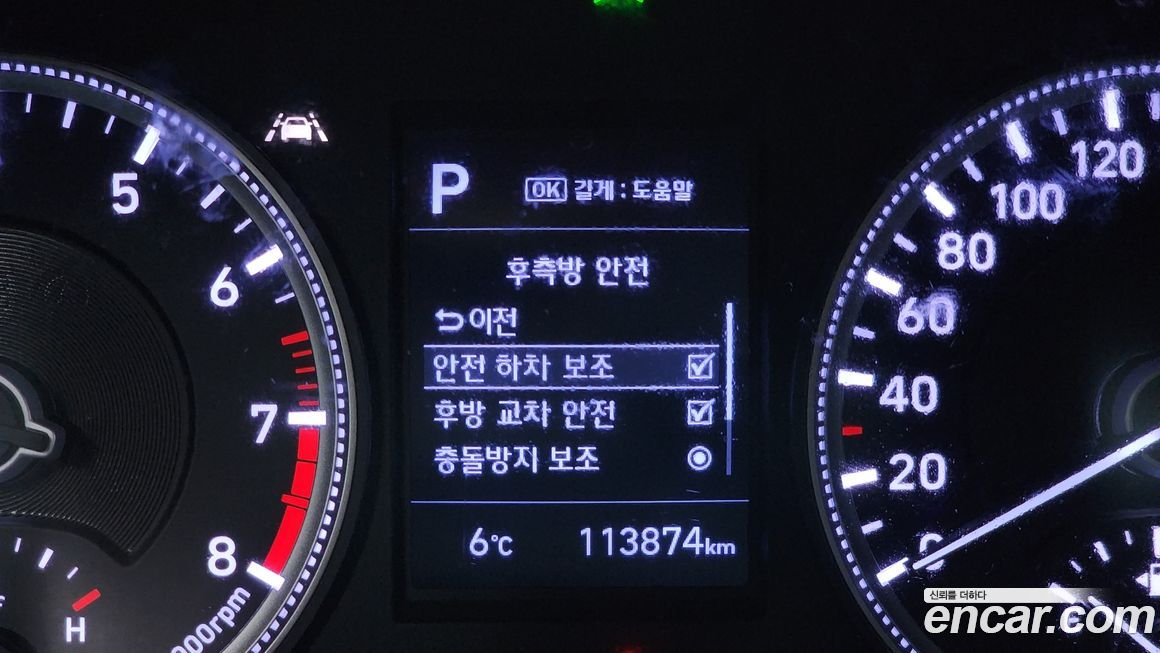 P
OK 길게 : 도움말
후측방 안전
이전
안전 하차 보조
후방 교차 안전
충돌방지 보조
6℃ 113874km
5
6
7
8
H
000rpm
120
100
80
60
40
20
0
신뢰를 더하다
encar.com